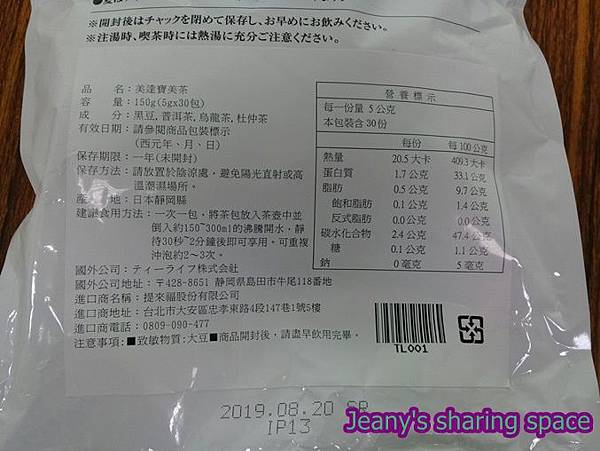 ※開封後はチャックを閉めて保存し、お早めにお飲みください。
※注湯時、喫茶時には熱湯に充分ご注意ください。
品　　名：美達寶美茶
容　　量：150g(5gx30包)
成　　分：黑豆,普洱茶,烏龍茶,杜仲茶
有效日期：請參閱商品包裝標示
(西元年、月、日)
保存期限：一年(未開封)
保存方法：請放置於陰涼處，避免陽光直射或高
溫潮濕場所。
產　　地：日本靜岡縣
建議食用方法：一次一包，將茶包放入茶壺中並
倒入約150~300ml的沸騰開水，靜
待30秒~2分鐘後即可享用。可重複
沖泡約2~3次。
國外公司：ティーライフ株式会社
國外公司地址：〒428-8651 静岡県島田市牛尾118番地
進口商名稱：提來福股份有限公司
進口商地址：台北市大安區忠孝東路4段147巷1號5樓
進口商電話：0809-090-477
注意事項:■致敏物質:大豆■商品開封後，請盡早飲用完畢。
營養標示
每一份量 5 公克
本包裝含 30份
每份 每 100 公克
熱量 20.5 大卡 409.3 大卡
蛋白質 1.7 公克 33.1 公克
脂肪 0.5 公克 9.7 公克
飽和脂肪 0.1 公克 1.4 公克
反式脂肪 0.0 公克 0.0 公克
碳水化合物 2.4 公克 47.4 公克
糖 0.1 公克 1.1 公克
鈉 0 毫克 5 毫克
TL001
2019.08.20 SR
IP13
Jeany's sharing space